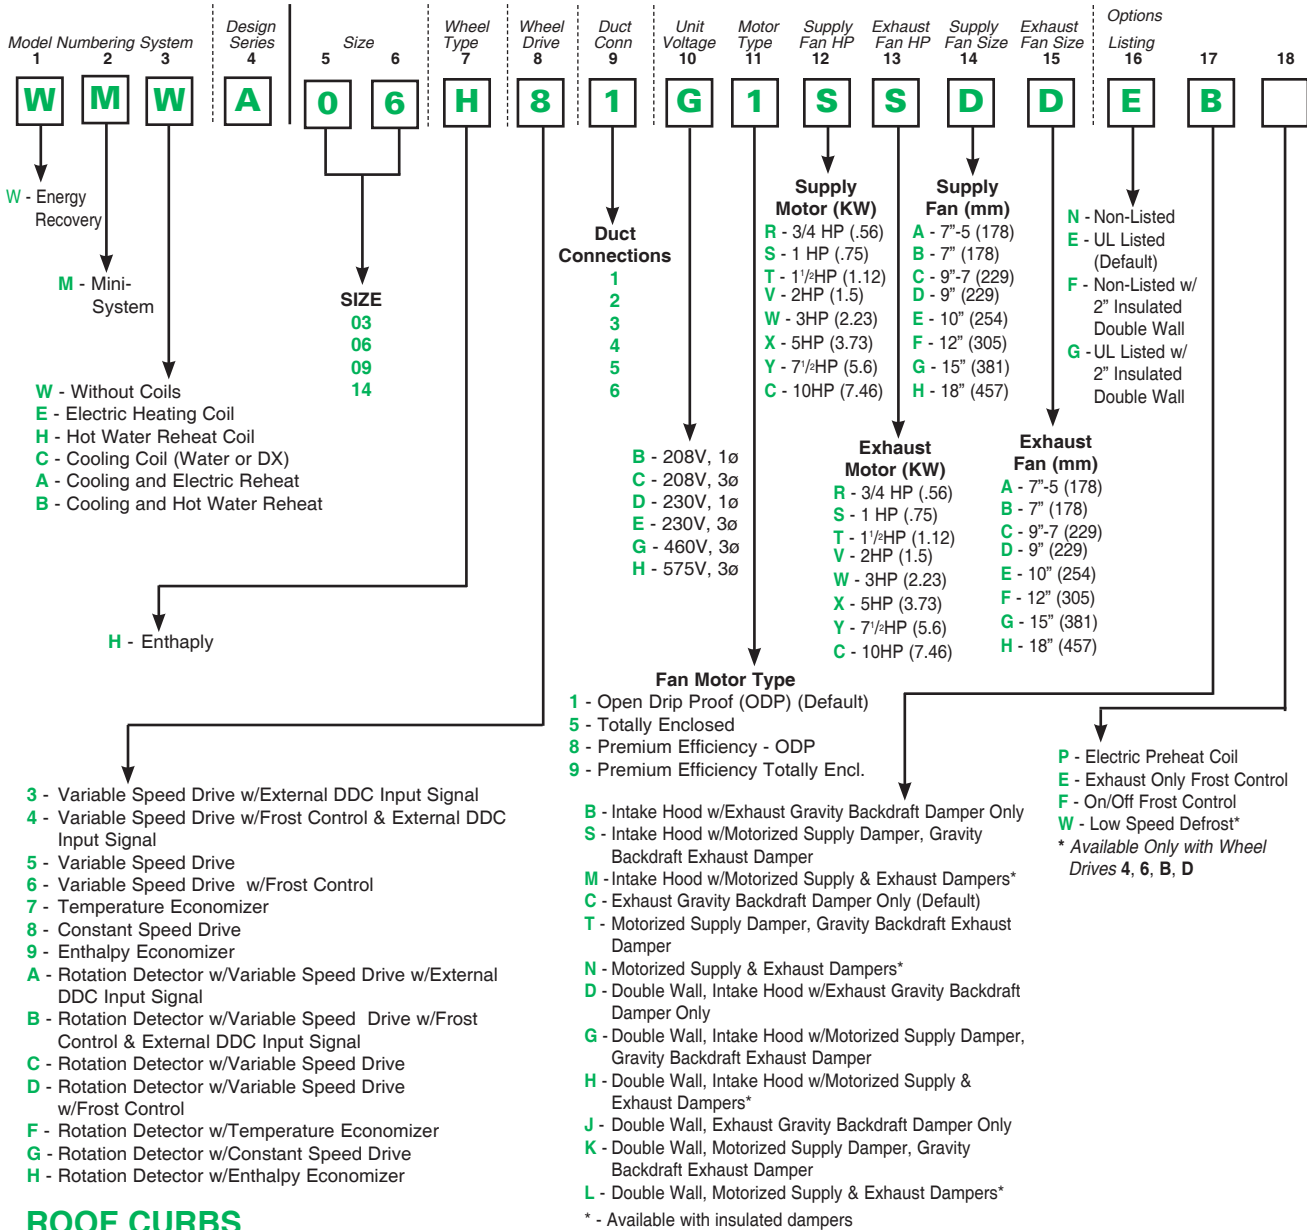 Model Numbering System
Design Series
Size
Wheel Type
Wheel Drive
Duct Conn
Unit Voltage
Motor Type
Supply Fan HP
Exhaust Fan HP
Supply Fan Size
Exhaust Fan Size
Options Listing
1 2 3 4 5 6 7 8 9 10 11 12 13 14 15 16 17 18
W M W A 0 6 H 8 1 G 1 S S D D E B
W - Energy
Recovery
M - Mini-
System
W - Without Coils
E - Electric Heating Coil
H - Hot Water Reheat Coil
C - Cooling Coil (Water or DX)
A - Cooling and Electric Reheat
B - Cooling and Hot Water Reheat
SIZE
03
06
09
14
H - Enthaply
3 - Variable Speed Drive w/External DDC Input Signal
4 - Variable Speed Drive w/Frost Control & External DDC
Input Signal
5 - Variable Speed Drive
6 - Variable Speed Drive w/Frost Control
7 - Temperature Economizer
8 - Constant Speed Drive
9 - Enthalpy Economizer
A - Rotation Detector w/Variable Speed Drive w/External
DDC Input Signal
B - Rotation Detector w/Variable Speed Drive w/Frost
Control & External DDC Input Signal
C - Rotation Detector w/Variable Speed Drive
D - Rotation Detector w/Variable Speed Drive
w/Frost Control
F - Rotation Detector w/Temperature Economizer
G - Rotation Detector w/Constant Speed Drive
H - Rotation Detector w/Enthalpy Economizer
ROOF CURBS
Duct
Connections
1
2
3
4
5
6
B - 208V, 1ø
C - 208V, 3ø
D - 230V, 1ø
E - 230V, 3ø
G - 460V, 3ø
H - 575V, 3ø
Fan Motor Type
1 - Open Drip Proof (ODP) (Default)
5 - Totally Enclosed
8 - Premium Efficiency - ODP
9 - Premium Efficiency Totally Encl.
Supply
Motor (KW)
R - 3/4 HP (.56)
S - 1 HP (.75)
T - 1 1/2HP (1.12)
V - 2HP (1.5)
W - 3HP (2.23)
X - 5HP (3.73)
Y - 7 1/2HP (5.6)
C - 10HP (7.46)
Exhaust
Motor (KW)
R - 3/4 HP (.56)
S - 1 HP (.75)
T - 1 1/2HP (1.12)
V - 2HP (1.5)
W - 3HP (2.23)
X - 5HP (3.73)
Y - 7 1/2HP (5.6)
C - 10HP (7.46)
Supply
Fan (mm)
A - 7”-5 (178)
B - 7” (178)
C - 9”-7 (229)
D - 9” (229)
E - 10” (254)
F - 12” (305)
G - 15” (381)
H - 18” (457)
Exhaust
Fan (mm)
A - 7”-5 (178)
B - 7” (178)
C - 9”-7 (229)
D - 9” (229)
E - 10” (254)
F - 12” (305)
G - 15” (381)
H - 18” (457)
N - Non-Listed
E - UL Listed
(Default)
F - Non-Listed w/
2” Insulated
Double Wall
G - UL Listed w/
2” Insulated
Double Wall
B - Intake Hood w/Exhaust Gravity Backdraft Damper Only
S - Intake Hood w/Motorized Supply Damper, Gravity
Backdraft Exhaust Damper
M - Intake Hood w/Motorized Supply & Exhaust Dampers*
C - Exhaust Gravity Backdraft Damper Only (Default)
T - Motorized Supply Damper, Gravity Backdraft Exhaust
Damper
N - Motorized Supply & Exhaust Dampers*
D - Double Wall, Intake Hood w/Exhaust Gravity Backdraft
Damper Only
G - Double Wall, Intake Hood w/Motorized Supply Damper,
Gravity Backdraft Exhaust Damper
H - Double Wall, Intake Hood w/Motorized Supply &
Exhaust Dampers*
J - Double Wall, Exhaust Gravity Backdraft Damper Only
K - Double Wall, Motorized Supply Damper, Gravity
Backdraft Exhaust Damper
L - Double Wall, Motorized Supply & Exhaust Dampers*
* - Available with insulated dampers
P - Electric Preheat Coil
E - Exhaust Only Frost Control
F - On/Off Frost Control
W - Low Speed Defrost*
* Available Only with Wheel
Drives 4, 6, B, D